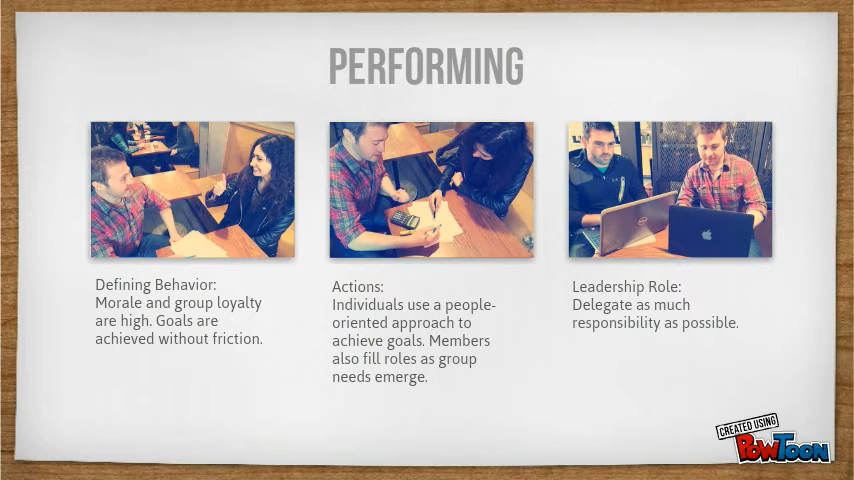 PERFORMING
Defining Behavior:
Morale and group loyalty
are high. Goals are
achieved without friction.
Actions:
Individuals use a people-
oriented approach to
achieve goals. Members
also fill roles as group
needs emerge.
Leadership Role:
Delegate as much
responsibility as possible.
CREATED USING
POWTOON